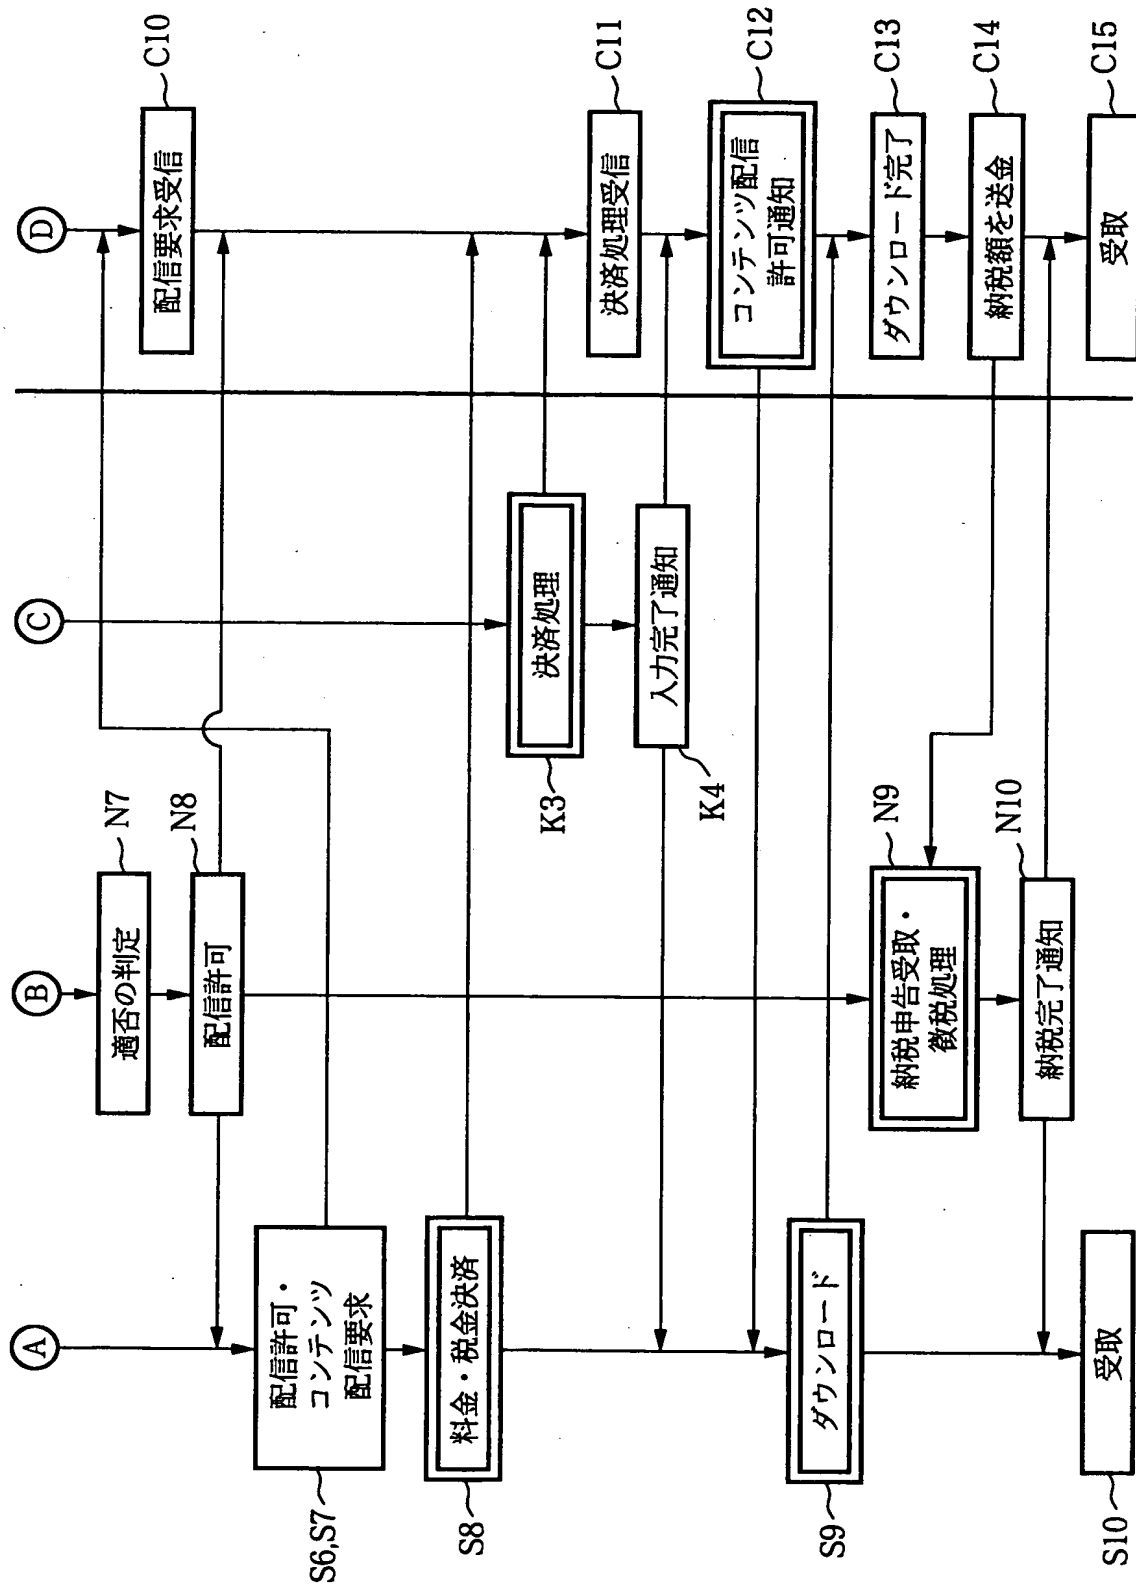 A
B
C
D
適否の判定
N7
配信許可
N8
配信要求受信
C10
配信許可・
コンテンツ
配信要求
S6,S7
料金・税金決済
S8
決済処理
K3
決済処理受信
C11
入力完了通知
K4
コンテンツ配信
許可通知
C12
ダウンロード
S9
ダウンロード完了
C13
納税申告受取・
徴税処理
N9
納税額を送金
C14
納税完了通知
N10
受取
S10
受取
C15